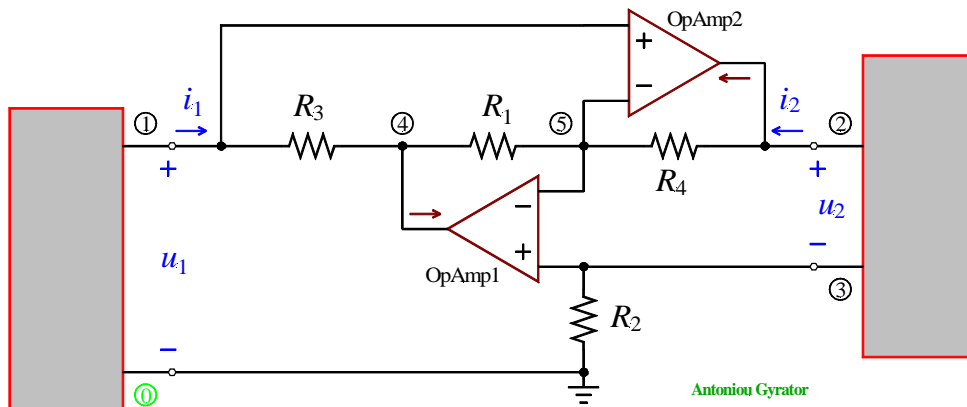 OpAmp2
+
i1
①
R3
④
R1
⑤
−
i2
②
+
R4
+
−
u2
u1
+
−
OpAmp1
③
R2
−
⓪
Antoniou Gyrator